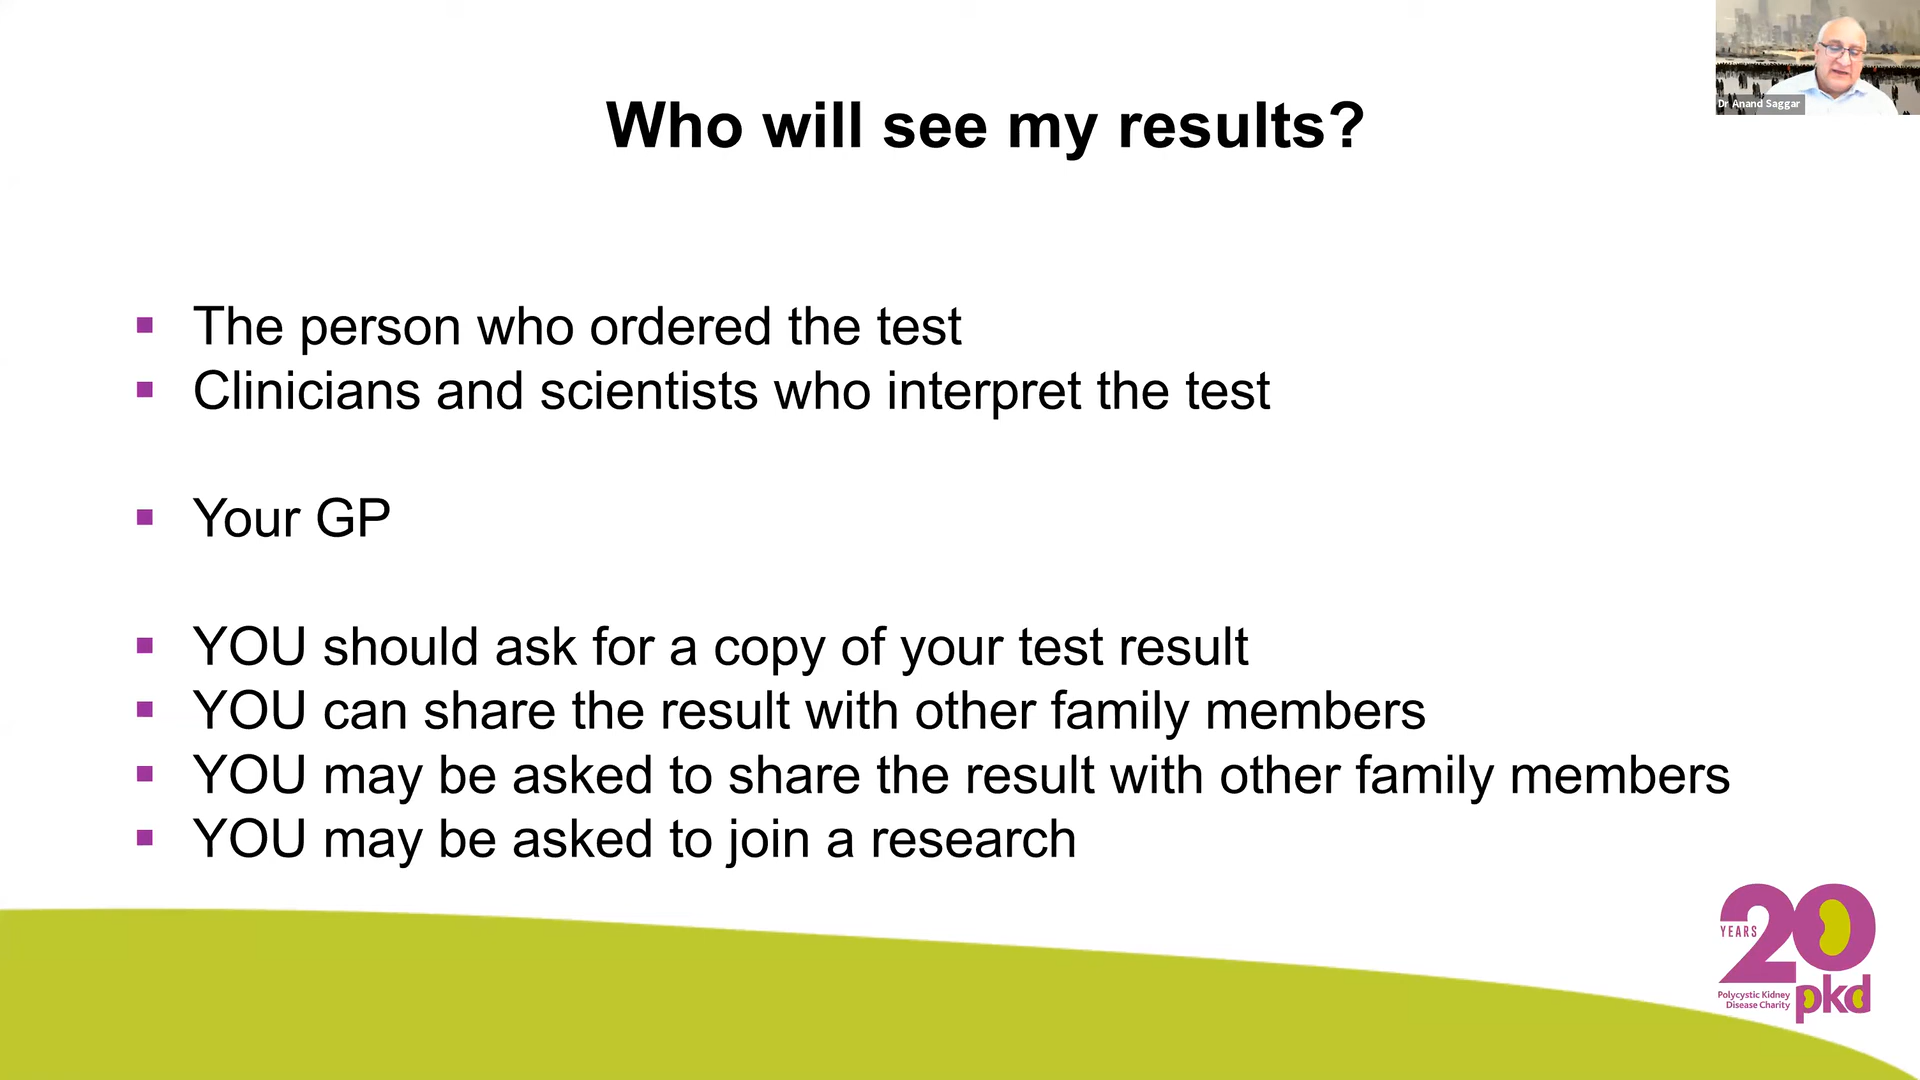 Who will see my results?
Dr Anand Saggar
▪ The person who ordered the test
▪ Clinicians and scientists who interpret the test
▪ Your GP
▪ YOU should ask for a copy of your test result
▪ YOU can share the result with other family members
▪ YOU may be asked to share the result with other family members
▪ YOU may be asked to join a research
20
YEARS
Polycystic Kidney
Disease Charity
pkd